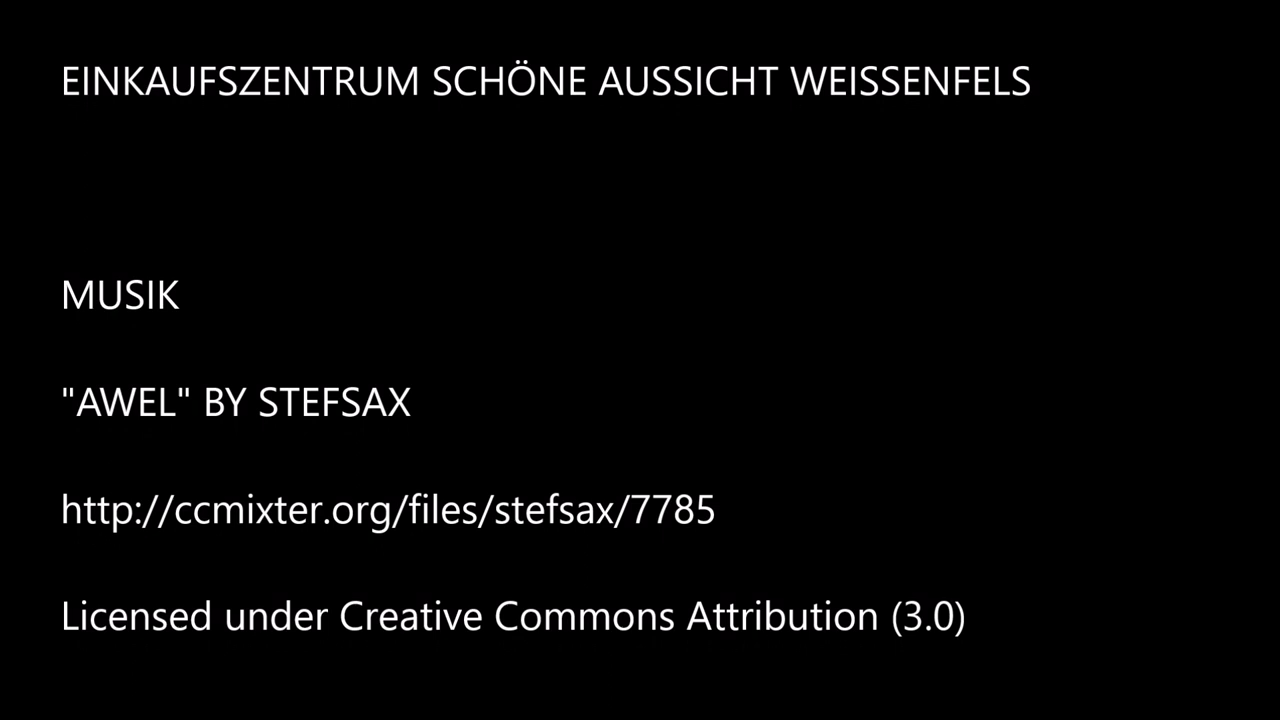 EINKAUFSZENTRUM SCHÖNE AUSSICHT WEISSENFELS
MUSIK
"AWEL" BY STEFSAX
http://ccmixter.org/files/stefsax/7785
Licensed under Creative Commons Attribution (3.0)